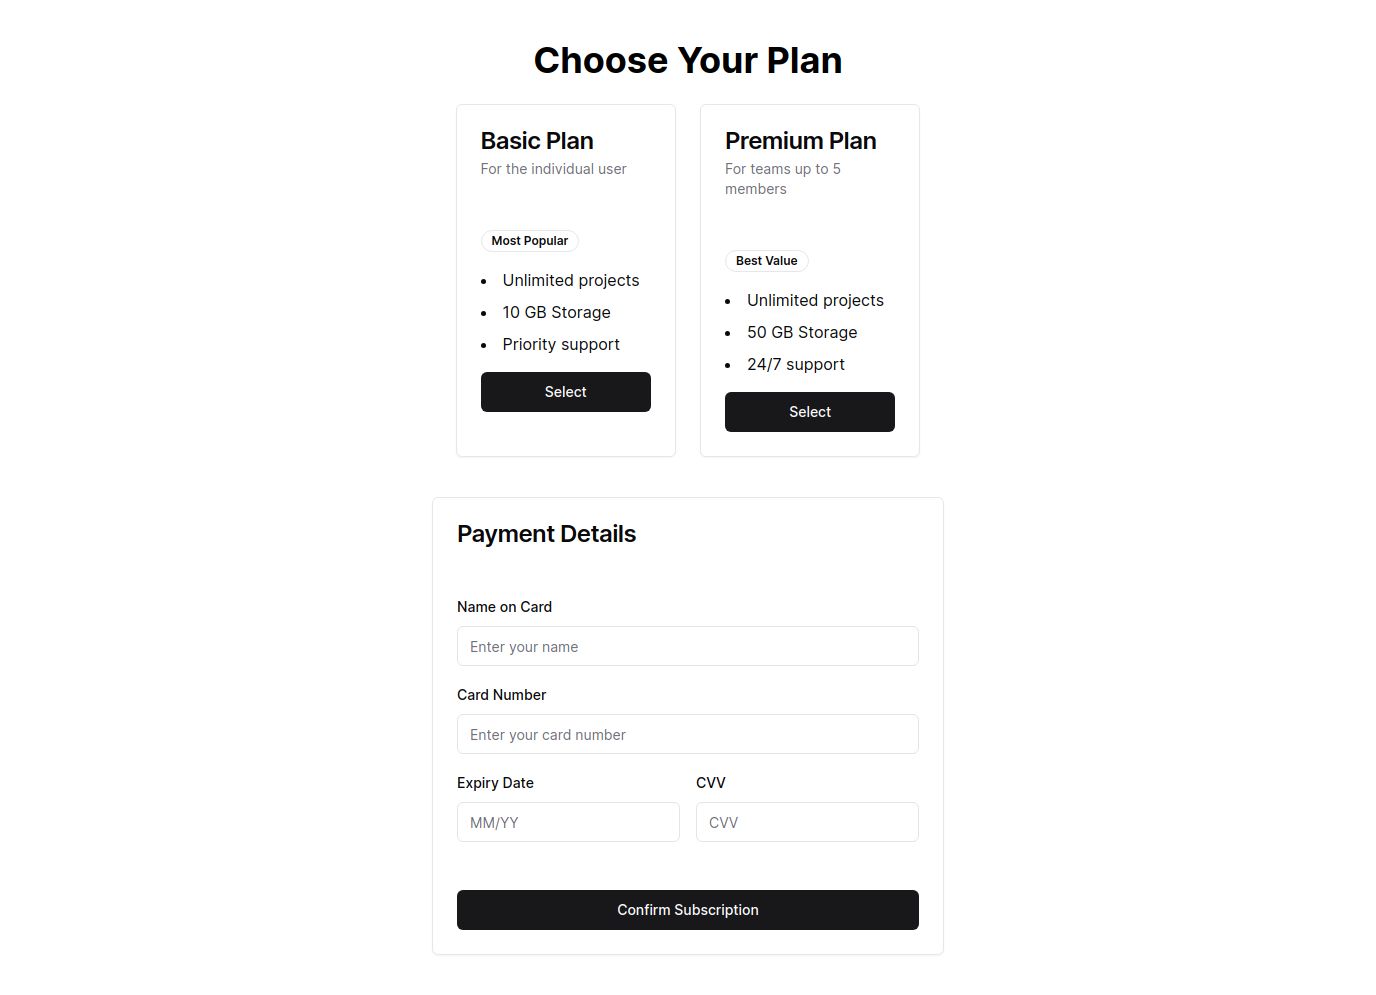 Choose Your Plan
Basic Plan
For the individual user
Most Popular
Unlimited projects
10 GB Storage
Priority support
Select
Premium Plan
For teams up to 5
members
Best Value
Unlimited projects
50 GB Storage
24/7 support
Select
Payment Details
Name on Card
Enter your name
Card Number
Enter your card number
Expiry Date
MM/YY
CVV
CVV
Confirm Subscription